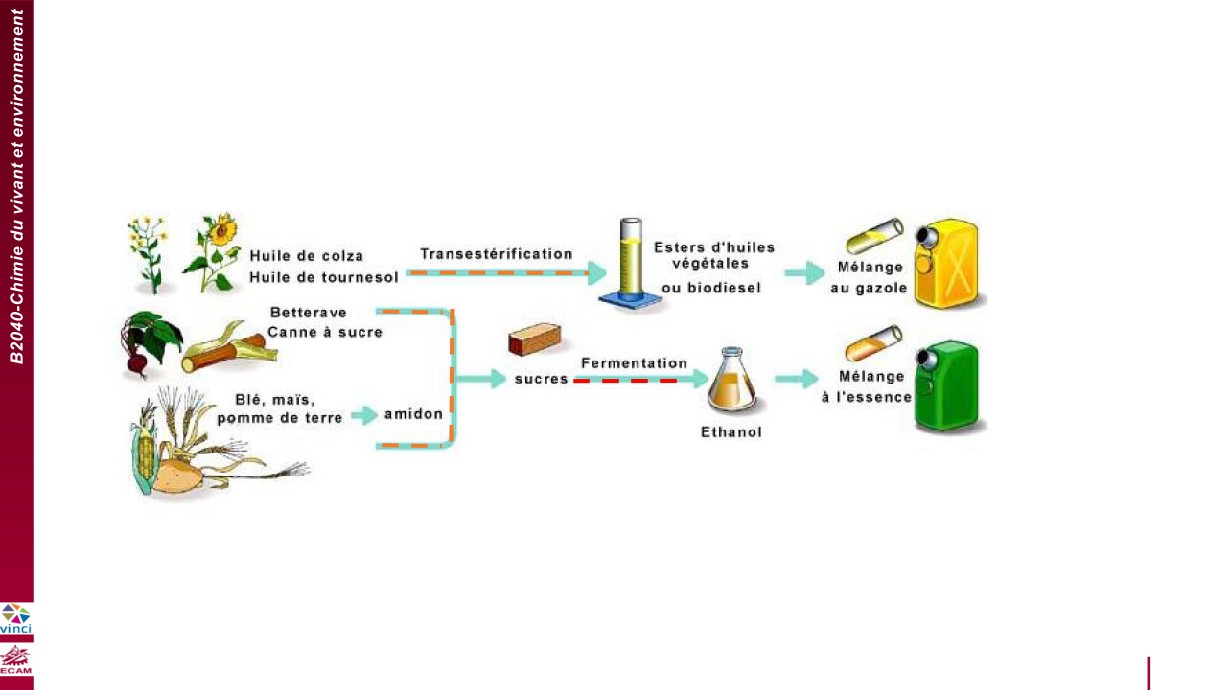 B2040-Chimie du vivant et environnement
Huile de colza
Huile de tournesol
Transestérification
Esters d'huiles
végétales
ou biodiesel
Mélange
au gazole
Betterave
Canne à sucre
sucres
Fermentation
Ethanol
Mélange
à l'essence
Blé, maïs,
pomme de terre
amidon
vinci
ECAM